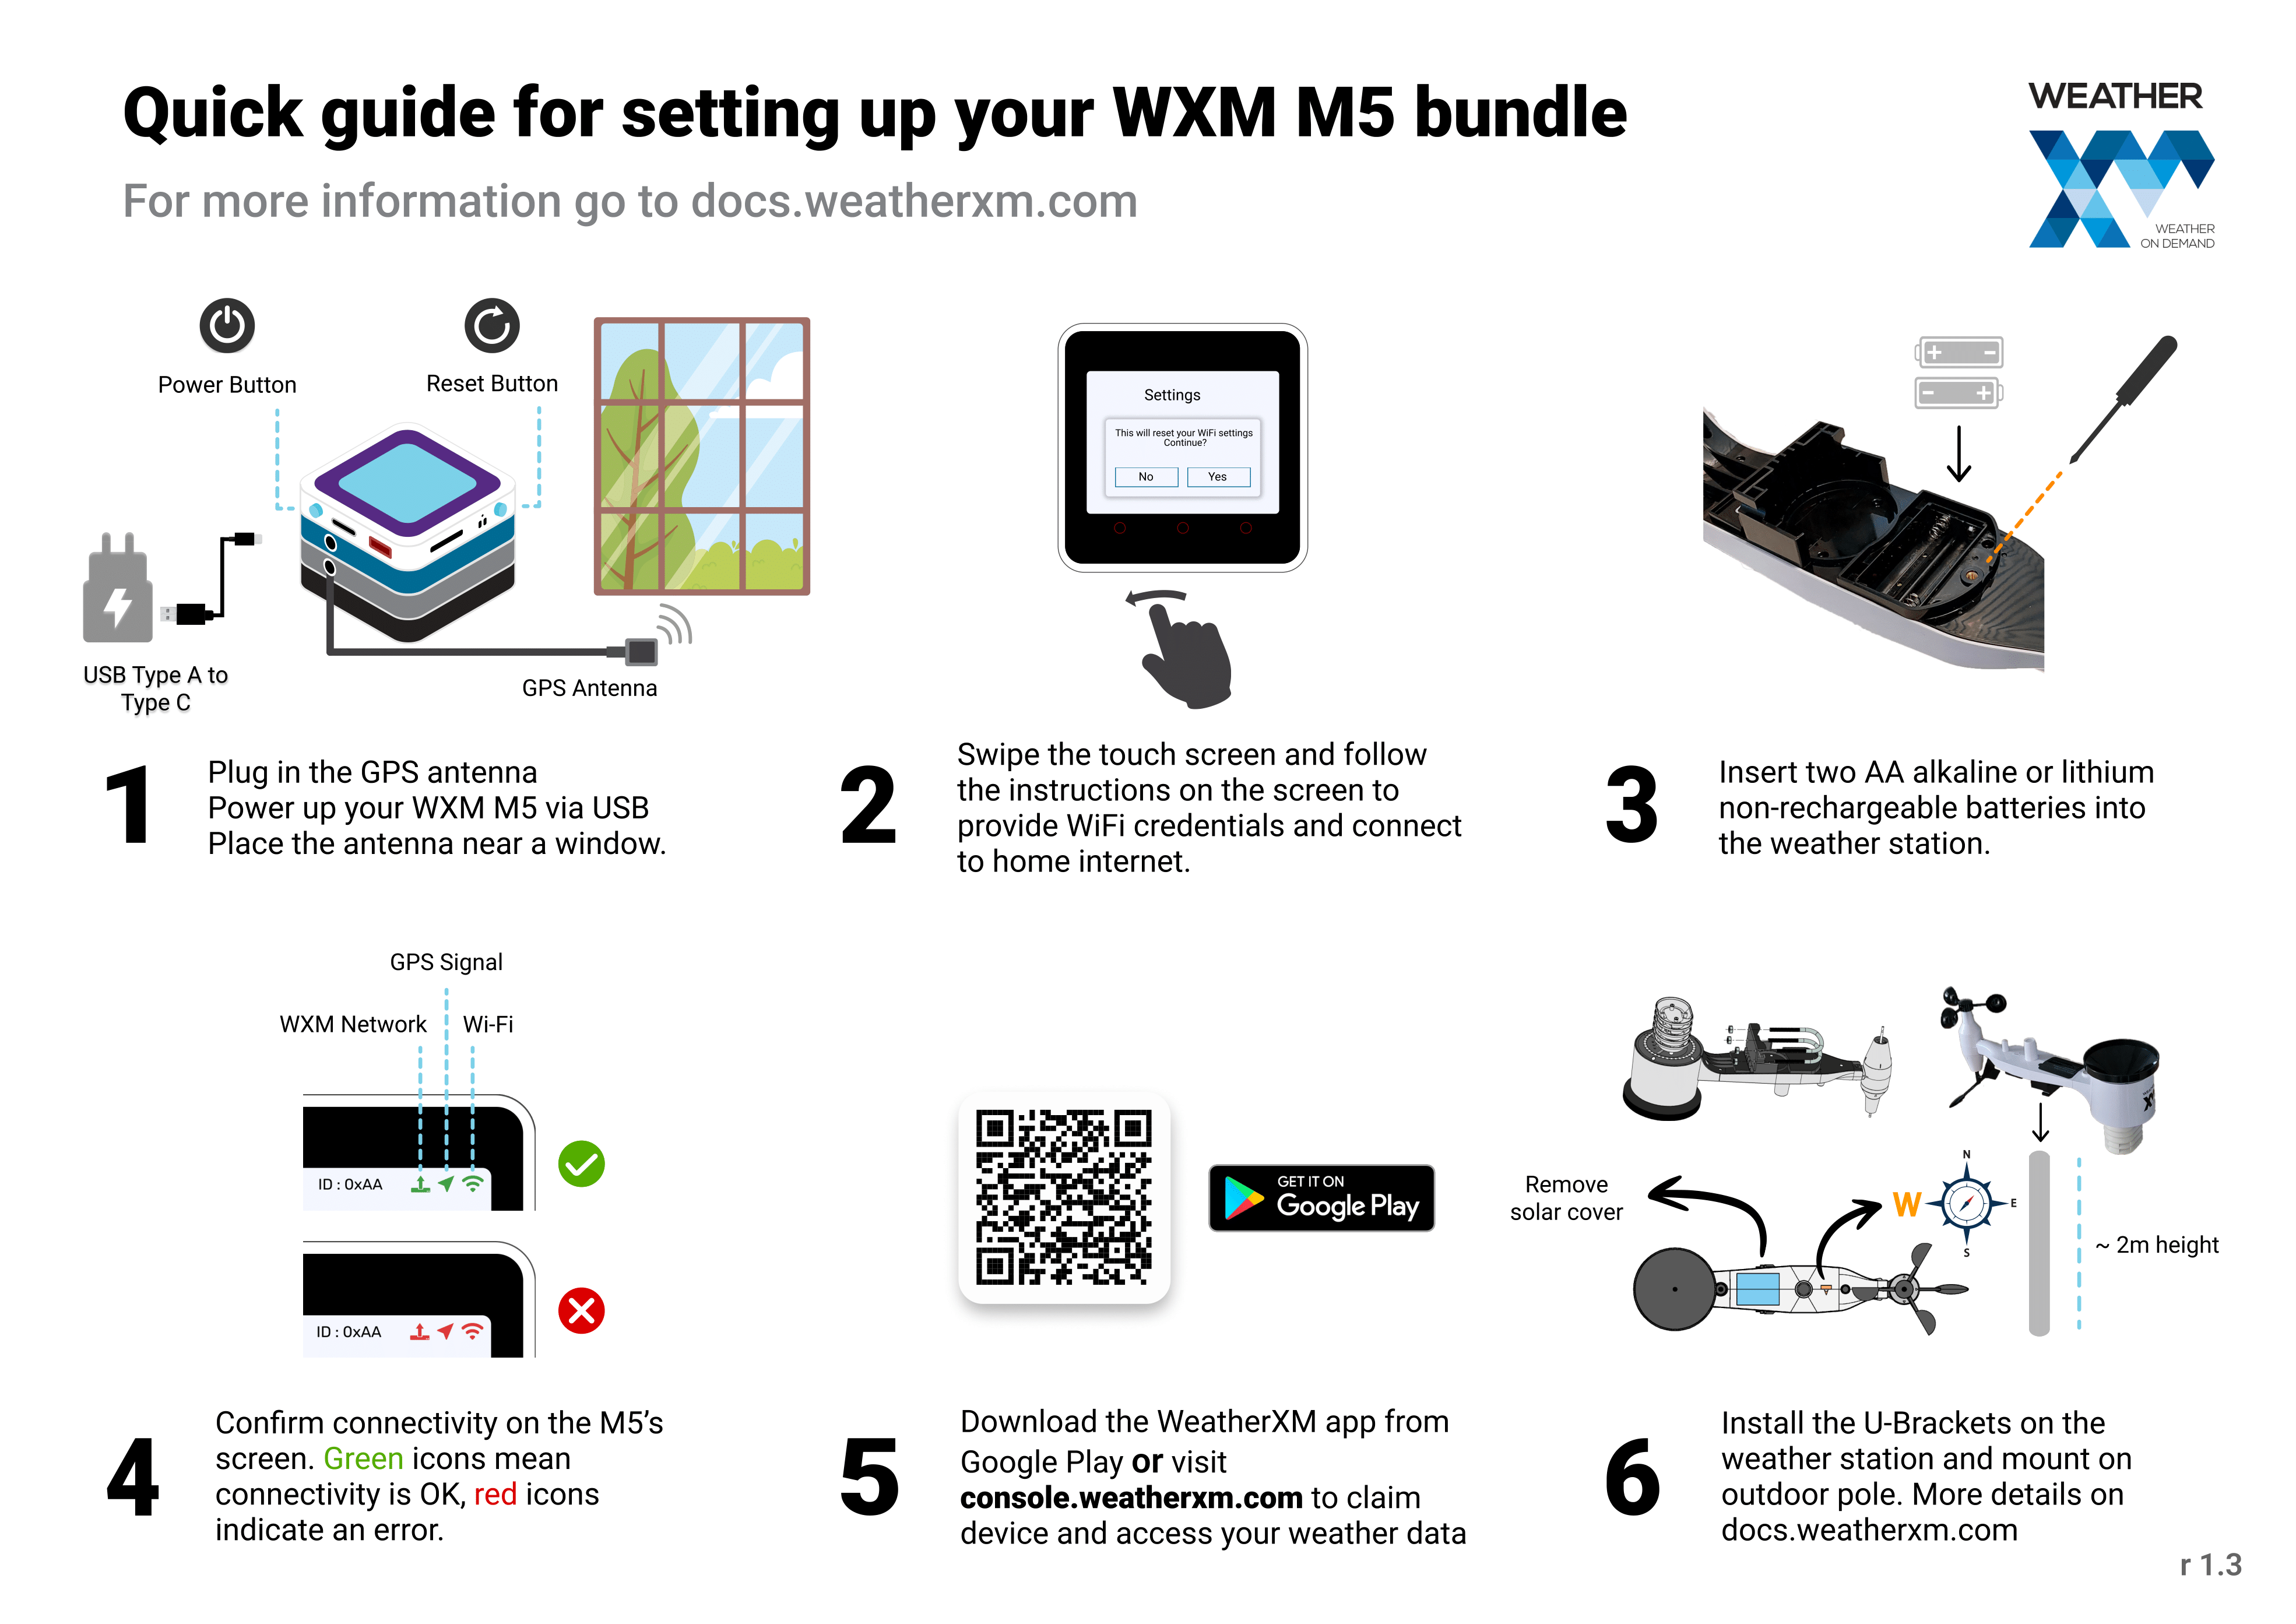 Quick guide for setting up your WXM M5 bundle
For more information go to docs.weatherxm.com
WEATHER
XM
WEATHER
ON DEMAND
Power Button
Reset Button
USB Type A to
Type C
GPS Antenna
1
Plug in the GPS antenna
Power up your WXM M5 via USB
Place the antenna near a window.
Settings
This will reset your WiFi settings
Continue?
No
Yes
2
Swipe the touch screen and follow
the instructions on the screen to
provide WiFi credentials and connect
to home internet.
+ -
- +
3
Insert two AA alkaline or lithium
non-rechargeable batteries into
the weather station.
GPS Signal
WXM Network
Wi-Fi
ID : 0xAA
ID : 0xAA
4
Confirm connectivity on the M5’s
screen. Green icons mean
connectivity is OK, red icons
indicate an error.
GET IT ON
Google Play
5
Download the WeatherXM app from
Google Play or visit
console.weatherxm.com to claim
device and access your weather data
Remove
solar cover
N
W
E
S
~ 2m height
6
Install the U-Brackets on the
weather station and mount on
outdoor pole. More details on
docs.weatherxm.com
r 1.3